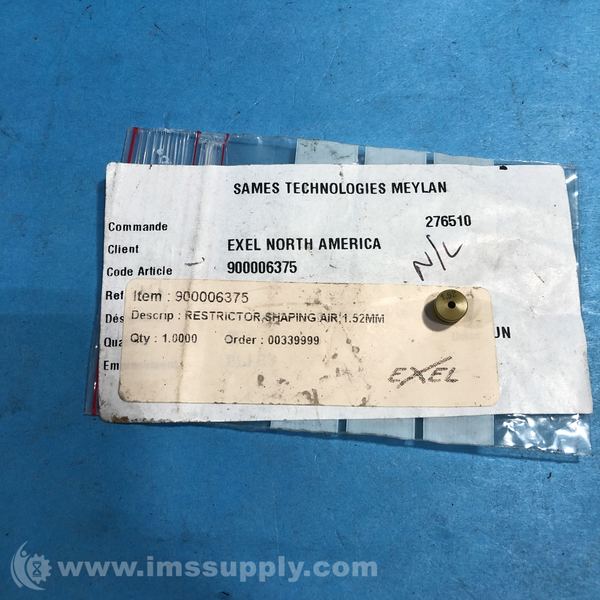 SAMES TECHNOLOGIES MEYLAN
Commande 276510
Client EXEL NORTH AMERICA
Code Article 900006375
N/L
Ref
Item : 900006375
Descrip : RESTRICTOR,SHAPING AIR,1.52MM
Qty : 1.0000 Order : 00339999
EXEL
www.imssupply.com